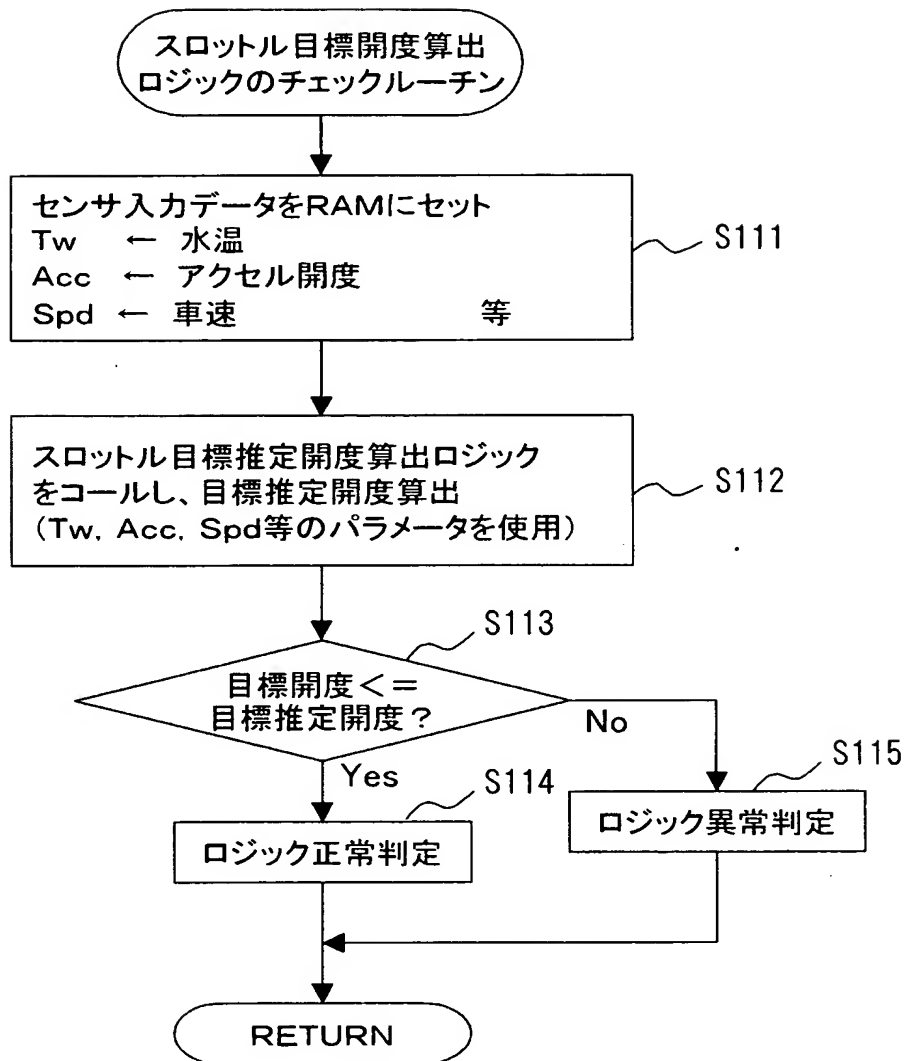 スロットル目標開度算出
ロジックのチェックルーチン
センサ入力データをRAMにセット
Tw ← 水温
Acc ← アクセル開度
Spd ← 車速 等
S111
スロットル目標推定開度算出ロジック
をコールし、目標推定開度算出
(Tw, Acc, Spd等のパラメータを使用)
S112
S113
目標開度<=
目標推定開度?
No
Yes
S114
S115
ロジック正常判定
ロジック異常判定
RETURN